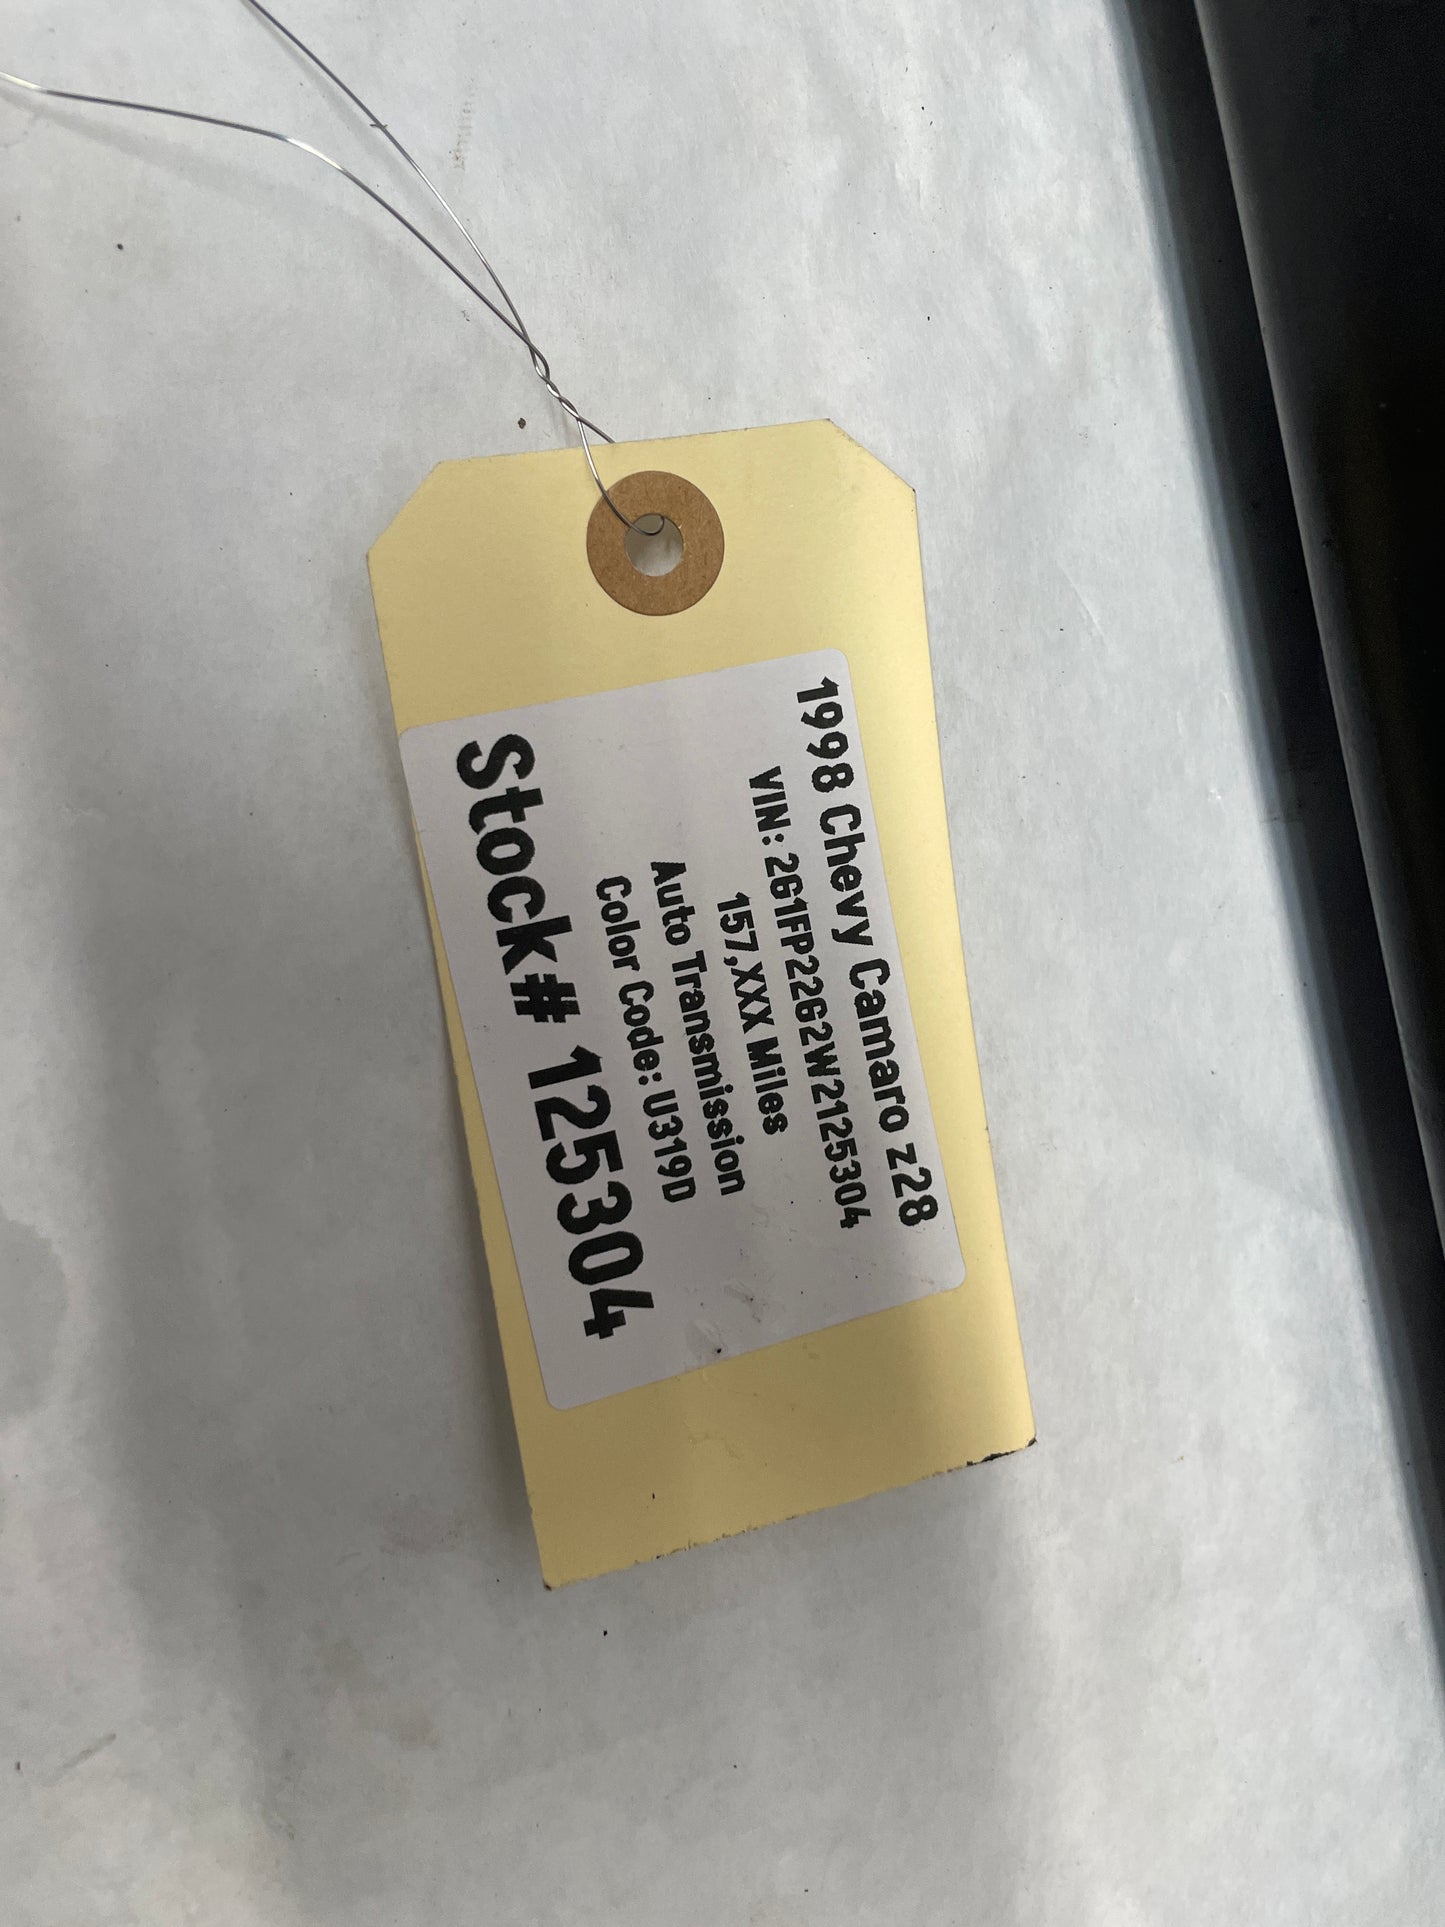 1998 Chevy Camaro z28
VIN: 2G1FP22G2W2125304
157,XXX Miles
Auto Transmission
Color Code: U319D
Stock# 125304